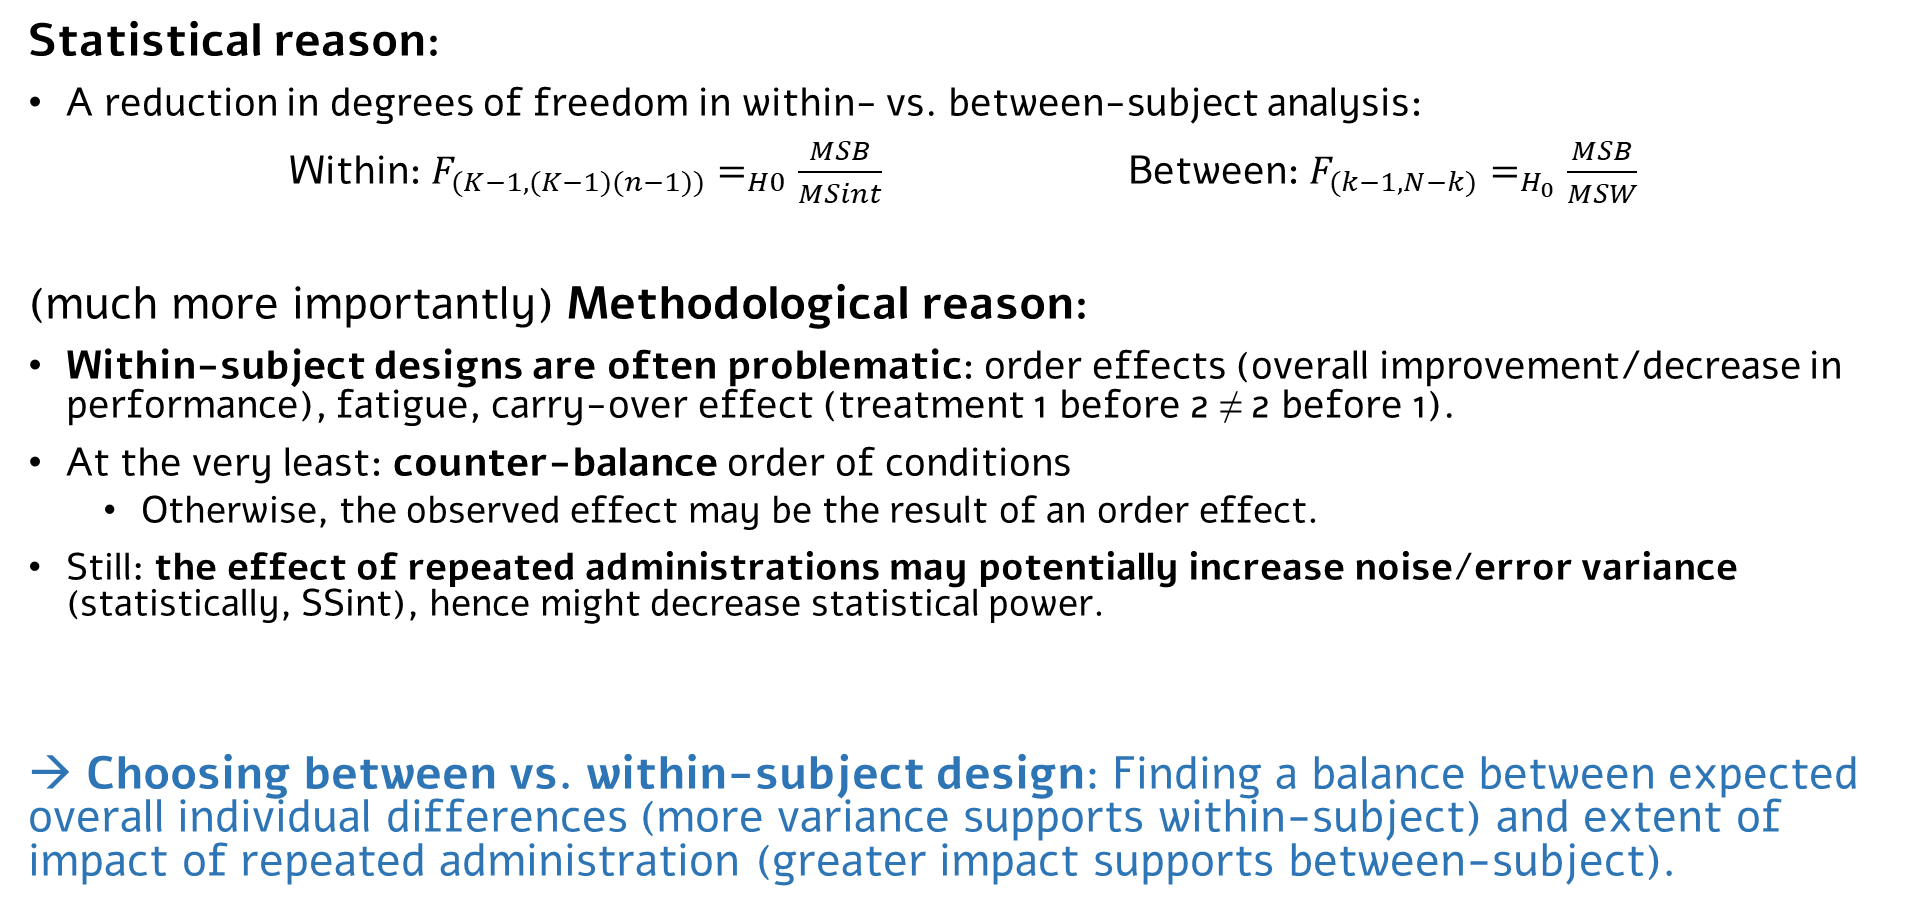 Statistical reason:
• A reduction in degrees of freedom in within- vs. between-subject analysis:
Within: F(K−1,(K−1)(n−1)) =H0 MSB/MSint Between: F(k−1,N−k) =H₀ MSB/MSW
(much more importantly) Methodological reason:
• Within-subject designs are often problematic: order effects (overall improvement/decrease in
performance), fatigue, carry-over effect (treatment 1 before 2 ≠ 2 before 1).
• At the very least: counter-balance order of conditions
• Otherwise, the observed effect may be the result of an order effect.
• Still: the effect of repeated administrations may potentially increase noise/error variance
(statistically, SSint), hence might decrease statistical power.
→ Choosing between vs. within-subject design: Finding a balance between expected
overall individual differences (more variance supports within-subject) and extent of
impact of repeated administration (greater impact supports between-subject).